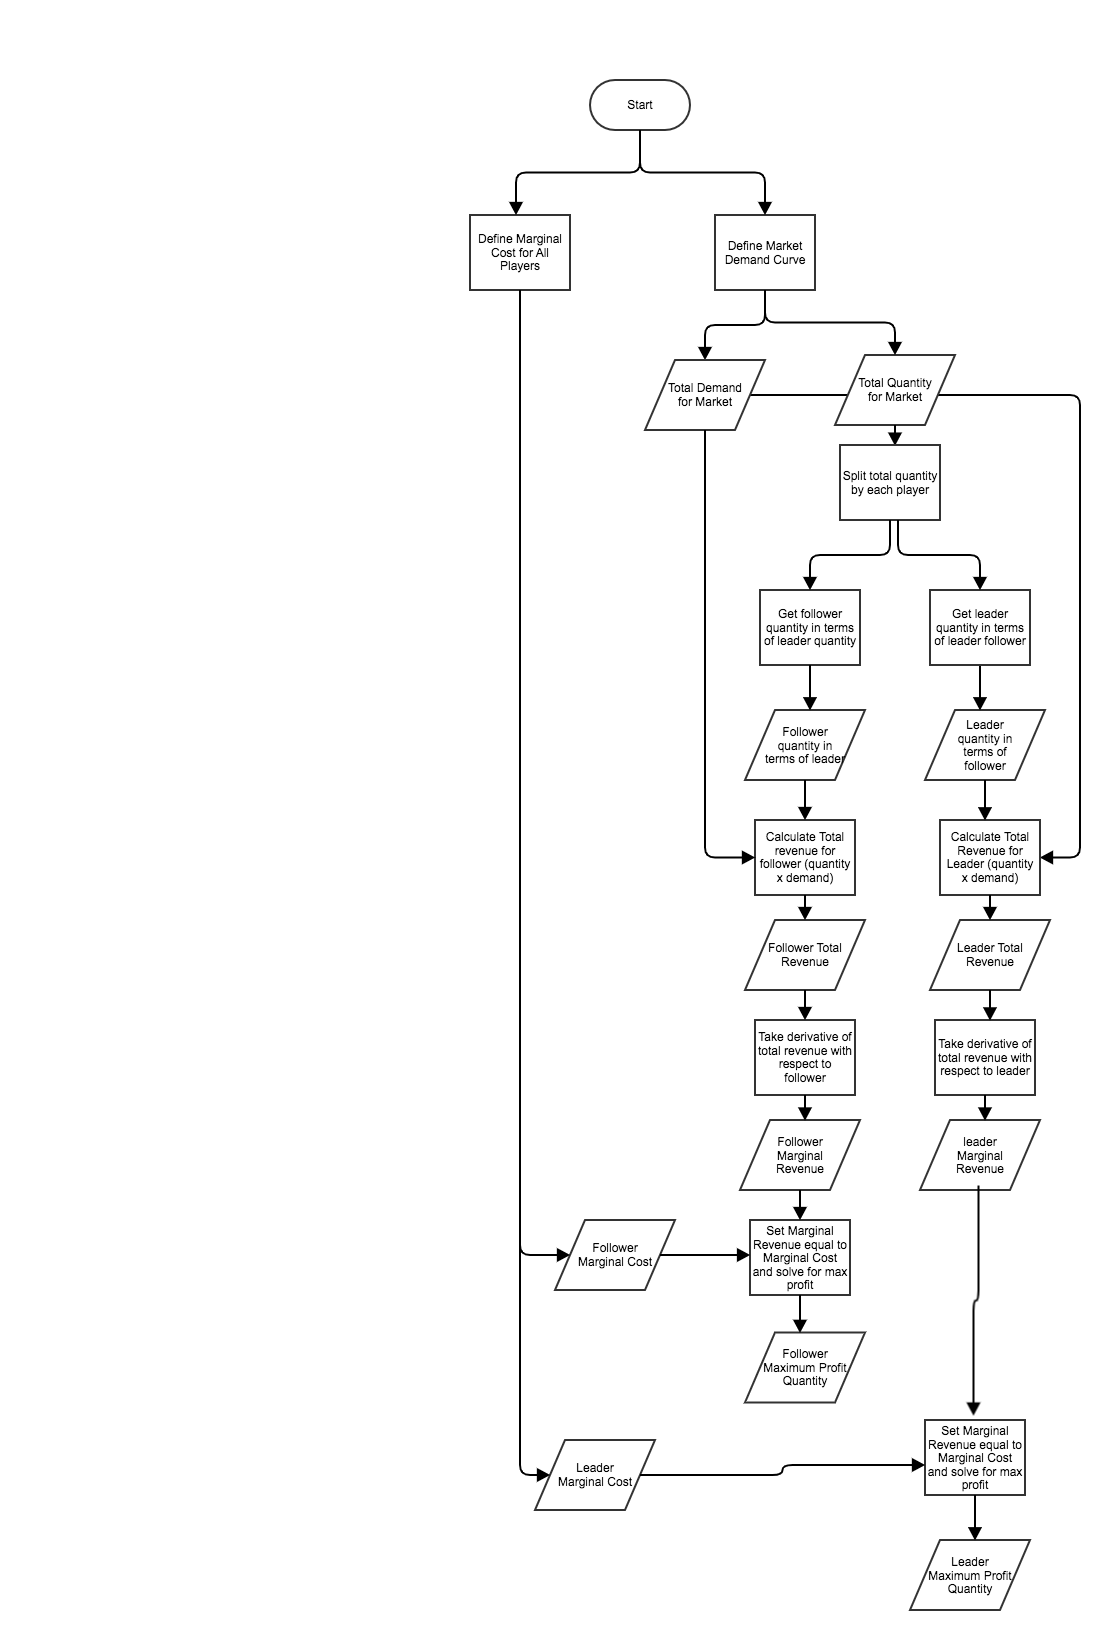 Start
Define Marginal
Cost for All
Players
Define Market
Demand Curve
Total Demand
for Market
Total Quantity
for Market
Split total quantity
by each player
Get follower
quantity in terms
of leader quantity
Get leader
quantity in terms
of leader follower
Follower
quantity in
terms of leader
Leader
quantity in
terms of
follower
Calculate Total
revenue for
follower (quantity
x demand)
Calculate Total
Revenue for
Leader (quantity
x demand)
Follower Total
Revenue
Leader Total
Revenue
Take derivative of
total revenue with
respect to
follower
Take derivative of
total revenue with
respect to leader
Follower
Marginal
Revenue
leader
Marginal
Revenue
Follower
Marginal Cost
Set Marginal
Revenue equal to
Marginal Cost
and solve for max
profit
Follower
Maximum Profit
Quantity
Leader
Marginal Cost
Set Marginal
Revenue equal to
Marginal Cost
and solve for max
profit
Leader
Maximum Profit
Quantity